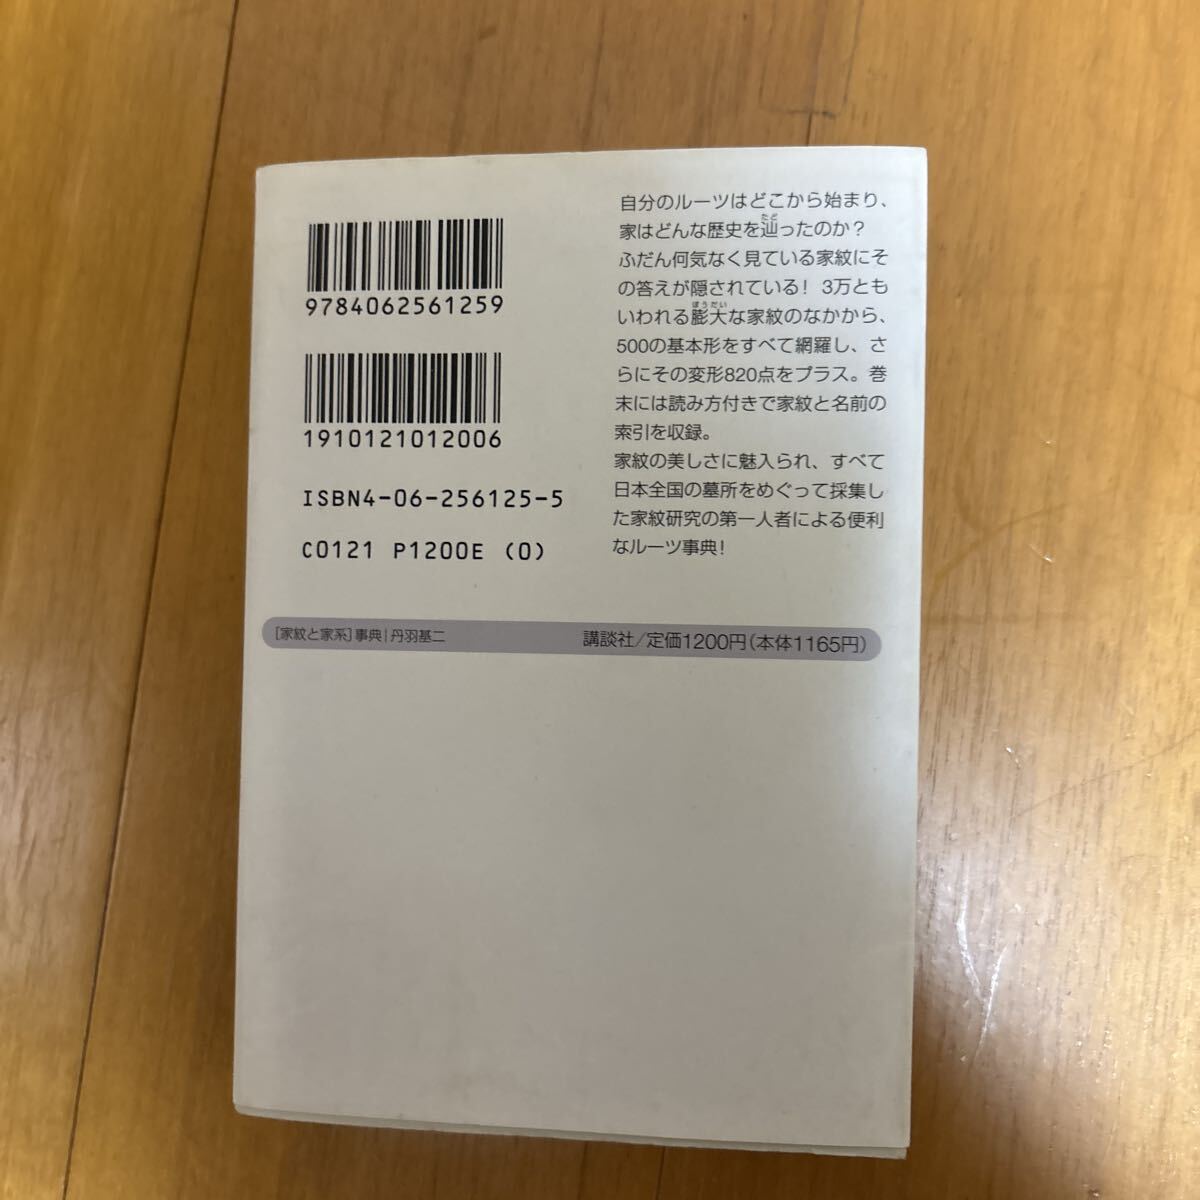 9784062561259
1910121012006
ISBN4-06-256125-5
C0121 P1200E (0)
自分のルーツはどこから始まり、
家はどんな歴史を辿ったのか？
たど
ふだん何気なく見ている家紋にそ
の答えが隠されている！ 3万とも
いわれる膨大な家紋のなかから、
ぼうだい
500の基本形をすべて網羅し、さ
らにその変形820点をプラス。巻
末には読み方付きで家紋と名前の
索引を収録。
家紋の美しさに魅入られ、すべて
日本全国の墓所をめぐって採集し
た家紋研究の第一人者による便利
なルーツ事典！
[家紋と家系]事典|丹羽基二
講談社/定価1200円(本体1165円)